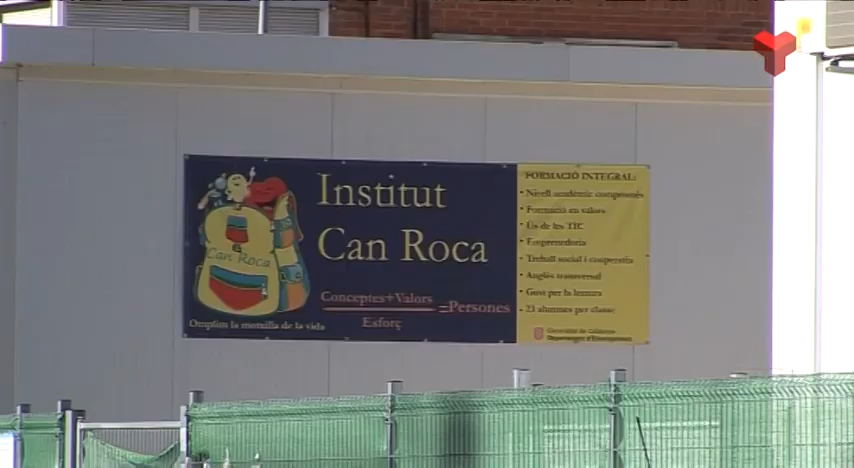 Institut
Can Roca
Can Roca
Conceptes+Valors
Esforç
=Persones
Omplim la motxilla de la vida
FORMACIÓ INTEGRAL:
• Nivell acadèmic compromès
• Formació en valors
• Ús de les TIC
• Emprenedoria
• Treball social i cooperatiu
• Anglès transversal
• Gust per la lectura
• 23 alumnes per classe
Generalitat de Catalunya
Departament d'Ensenyament